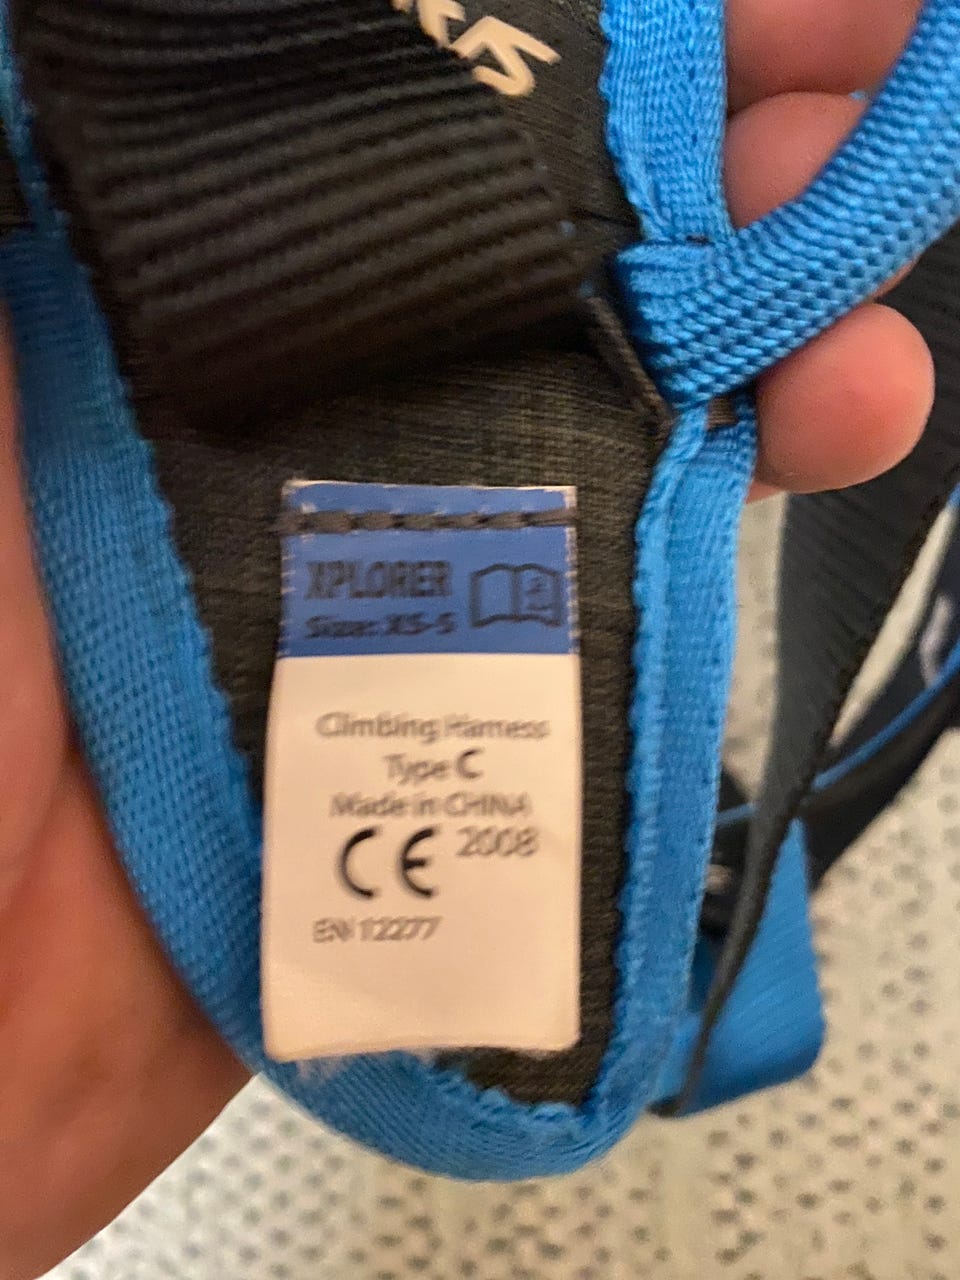 XPLORER
Size: XS-S
Climbing Harness
Type C
Made in CHINA
CE 2008
EN 12277